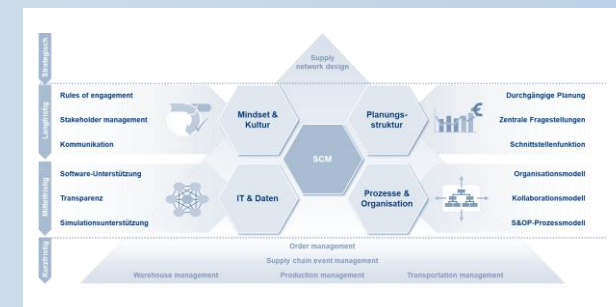 Strategisch
Supply
network design
Langfristig
Rules of engagement
Stakeholder management
Kommunikation
Mindset &
Kultur
Planungs-
struktur
€
Durchgängige Planung
Zentrale Fragestellungen
Schnittstellenfunktion
SCM
Mittelfristig
Software-Unterstützung
Transparenz
Simulationsunterstützung
IT & Daten
Prozesse &
Organisation
Organisationsmodell
Kollaborationsmodell
S&OP-Prozessmodell
Kurzfristig
Order management
Supply chain event management
Warehouse management
Production management
Transportation management